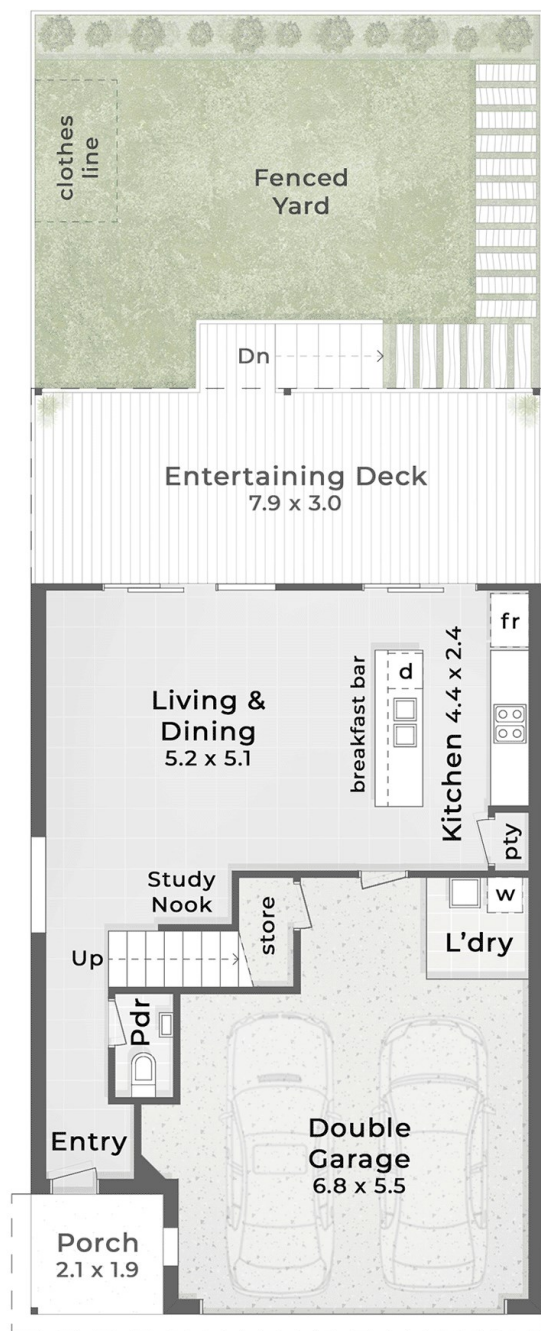 clothes
line
Fenced
Yard
Dn
Entertaining Deck
7.9 x 3.0
fr
d
breakfast bar
Kitchen 4.4 x 2.4
Living &
Dining
5.2 x 5.1
pty
Study
Nook
store
w
L'dry
Up
Pdr
Entry
Double
Garage
6.8 x 5.5
Porch
2.1 x 1.9